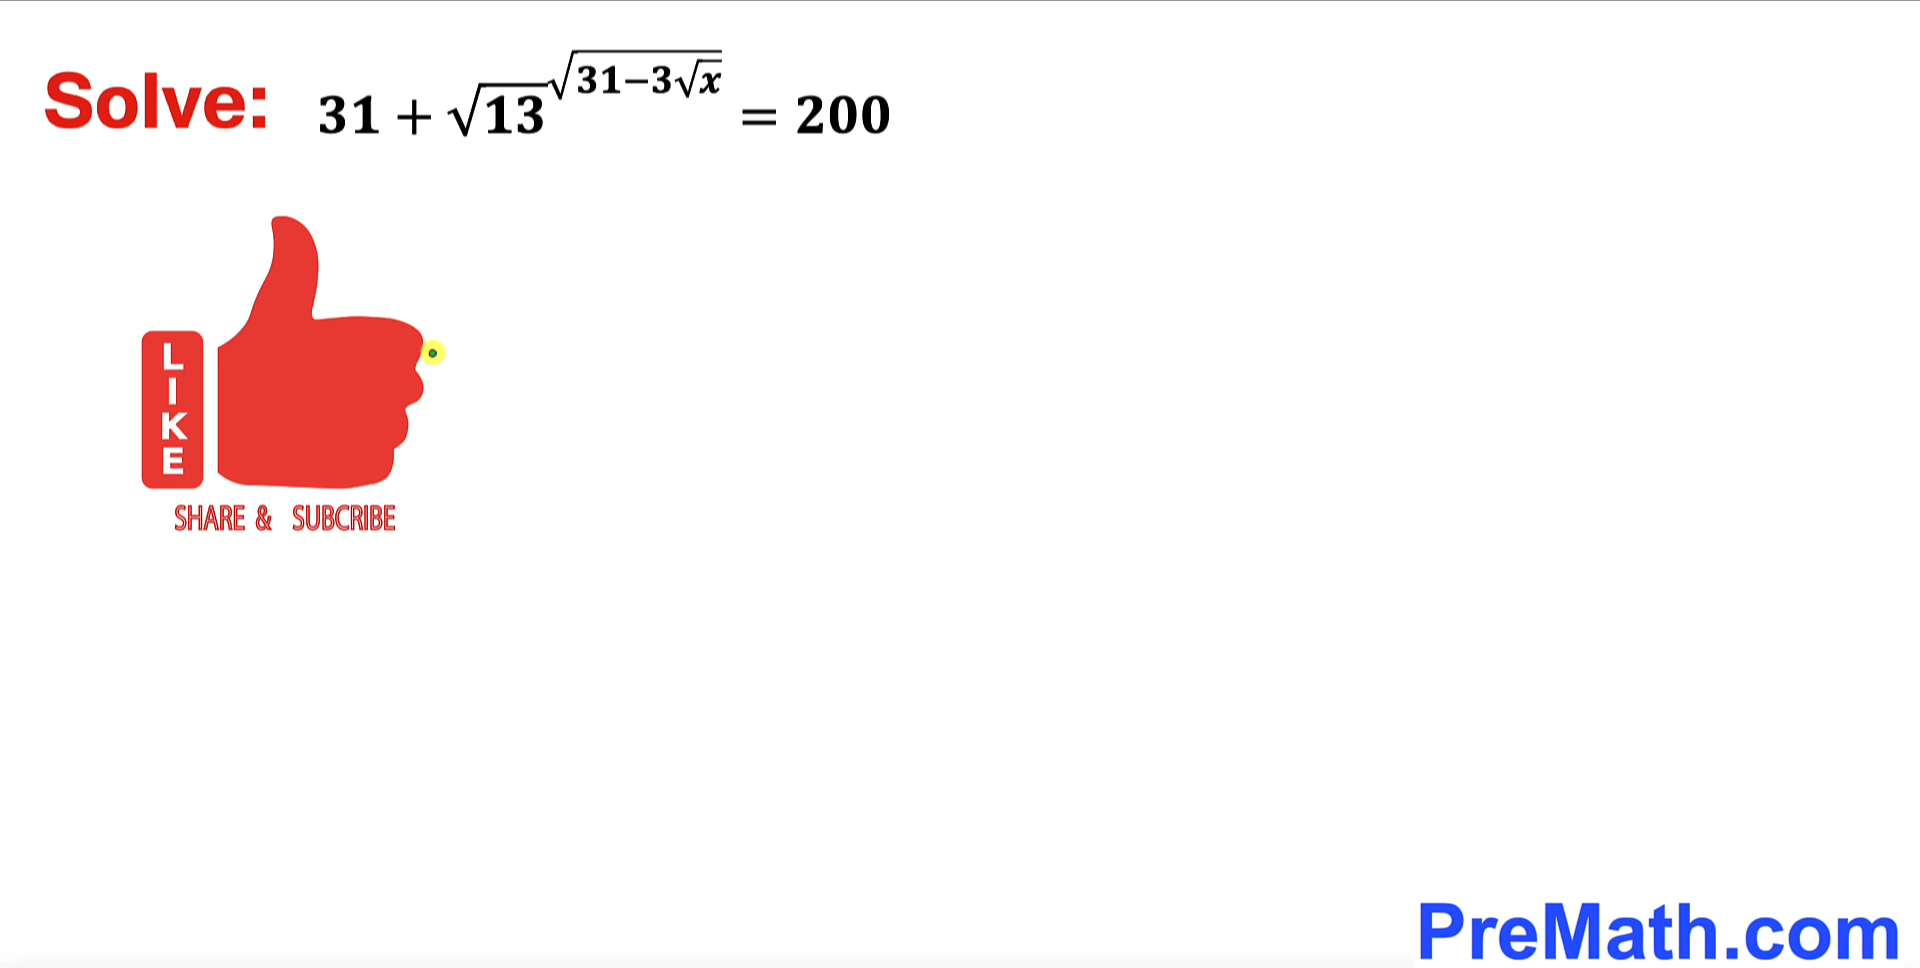 Solve: 31 + √13^√(31−3√x) = 200
L
I
K
E
SHARE & SUBCRIBE
PreMath.com